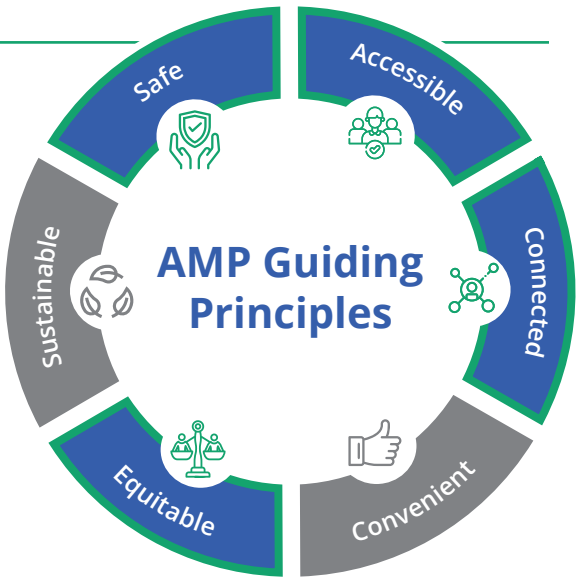 Safe
Accessible
Connected
Convenient
Equitable
Sustainable
AMP Guiding
Principles